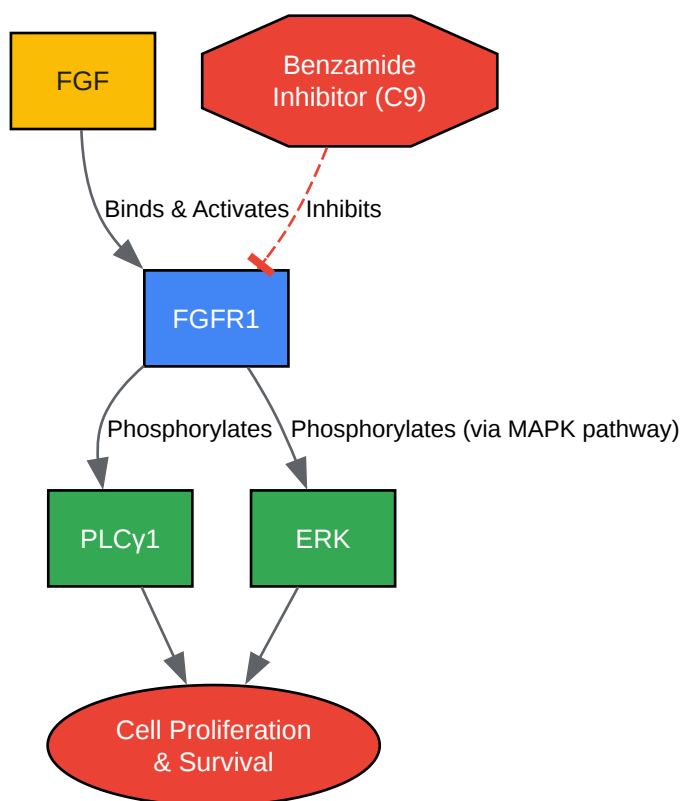 FGF
Benzamide
Inhibitor (C9)
Binds & Activates
Inhibits
FGFR1
Phosphorylates
Phosphorylates (via MAPK pathway)
PLCγ1
ERK
Cell Proliferation
& Survival